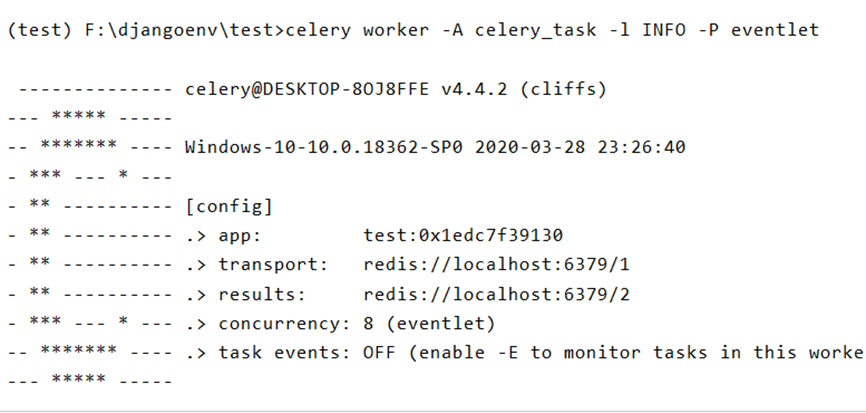 (test) F:\djangoenv\test>celery worker -A celery_task -l INFO -P eventlet
 -------------- celery@DESKTOP-8OJ8FFE v4.4.2 (cliffs)
--- ***** -----
-- ******* ---- Windows-10-10.0.18362-SP0 2020-03-28 23:26:40
- *** --- * ---
- ** ---------- [config]
- ** ---------- .> app:         test:0x1edc7f39130
- ** ---------- .> transport:   redis://localhost:6379/1
- ** ---------- .> results:     redis://localhost:6379/2
- *** --- * --- .> concurrency: 8 (eventlet)
-- ******* ---- .> task events: OFF (enable -E to monitor tasks in this worke
--- ***** -----